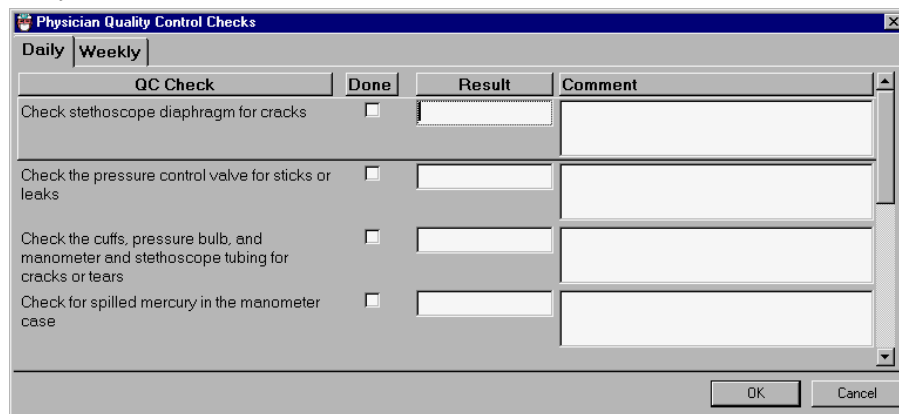 Physician Quality Control Checks
Daily Weekly
QC Check Done Result Comment
Check stethoscope diaphragm for cracks
Check the pressure control valve for sticks or
leaks
Check the cuffs, pressure bulb, and
manometer and stethoscope tubing for
cracks or tears
Check for spilled mercury in the manometer
case
OK Cancel